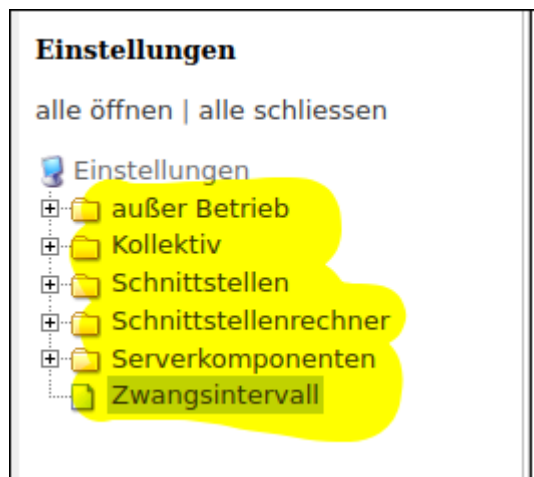 Einstellungen
alle öffnen | alle schliessen
Einstellungen
außer Betrieb
Kollektiv
Schnittstellen
Schnittstellenrechner
Serverkomponenten
Zwangsintervall